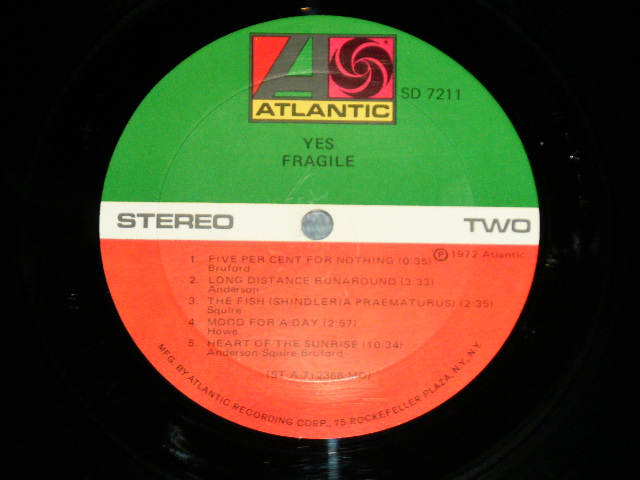 ATLANTIC
SD 7211
YES
FRAGILE
STEREO
TWO
1. FIVE PER CENT FOR NOTHING (0:35)
Bruford
℗ 1972 Atlantic
2. LONG DISTANCE RUNAROUND (3:33)
Anderson
3. THE FISH (SHINDLERIA PRAEMATURUS) (2:35)
Squire
4. MOOD FOR A DAY (2:57)
Howe
5. HEART OF THE SUNRISE (10:34)
Anderson Squire Bruford
(ST A 712368 MO)
MFG. BY ATLANTIC RECORDING CORP., 75 ROCKEFELLER PLAZA, N.Y., N.Y.